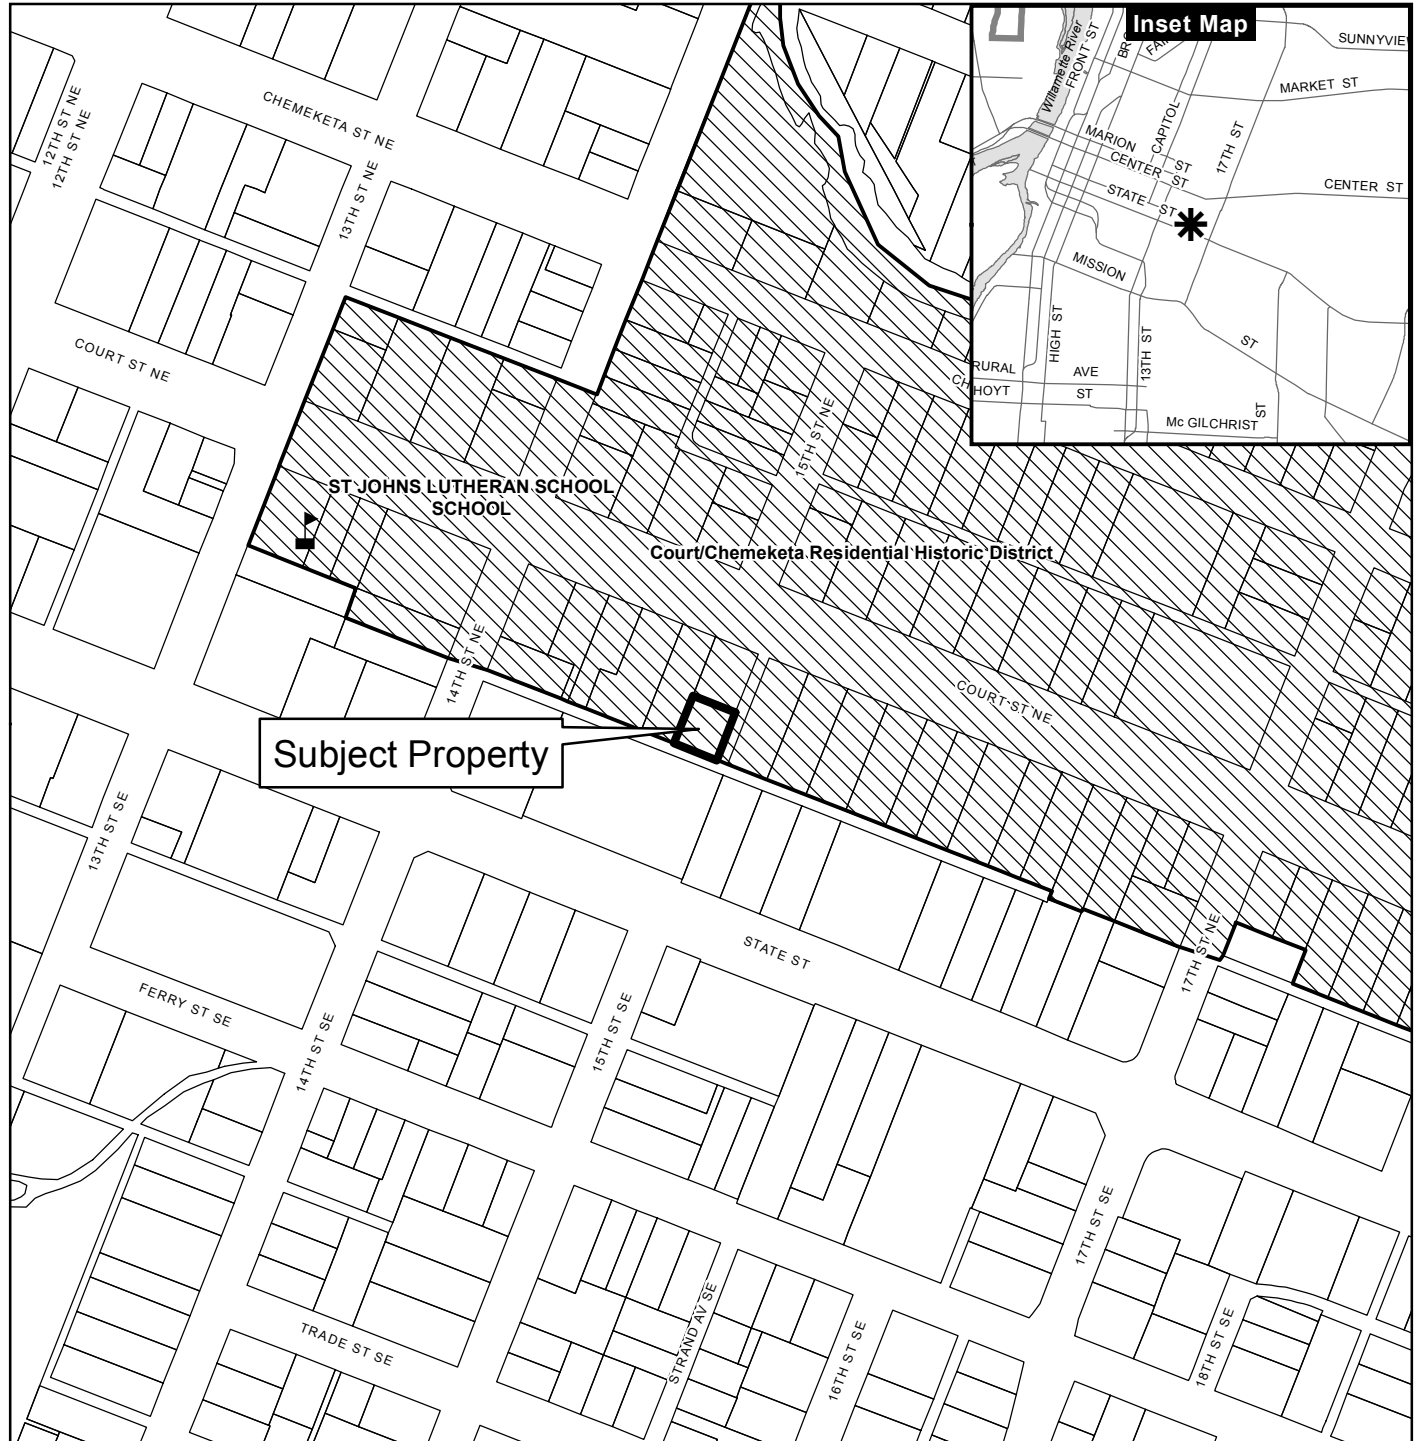 Inset Map
Willamette River
FRONT ST
FAI
SUNNYVIE
MARKET ST
CAPITOL
17TH ST
MARION ST
CENTER ST
CENTER ST
STATE ST
MISSION
ST
HIGH ST
13TH ST
RURAL AVE
HOYT ST
Mc GILCHRIST
ST
12TH ST NE
12TH ST NE
CHEMEKETA ST NE
13TH ST NE
COURT ST NE
CH
15TH ST NE
ST JOHNS LUTHERAN SCHOOL
SCHOOL
Court/Chemeketa Residential Historic District
14TH ST NE
COURT ST NE
Subject Property
13TH ST SE
STATE ST
17TH ST NE
FERRY ST SE
14TH ST SE
15TH ST SE
17TH ST SE
TRADE ST SE
STRAND AV SE
16TH ST SE
18TH ST SE